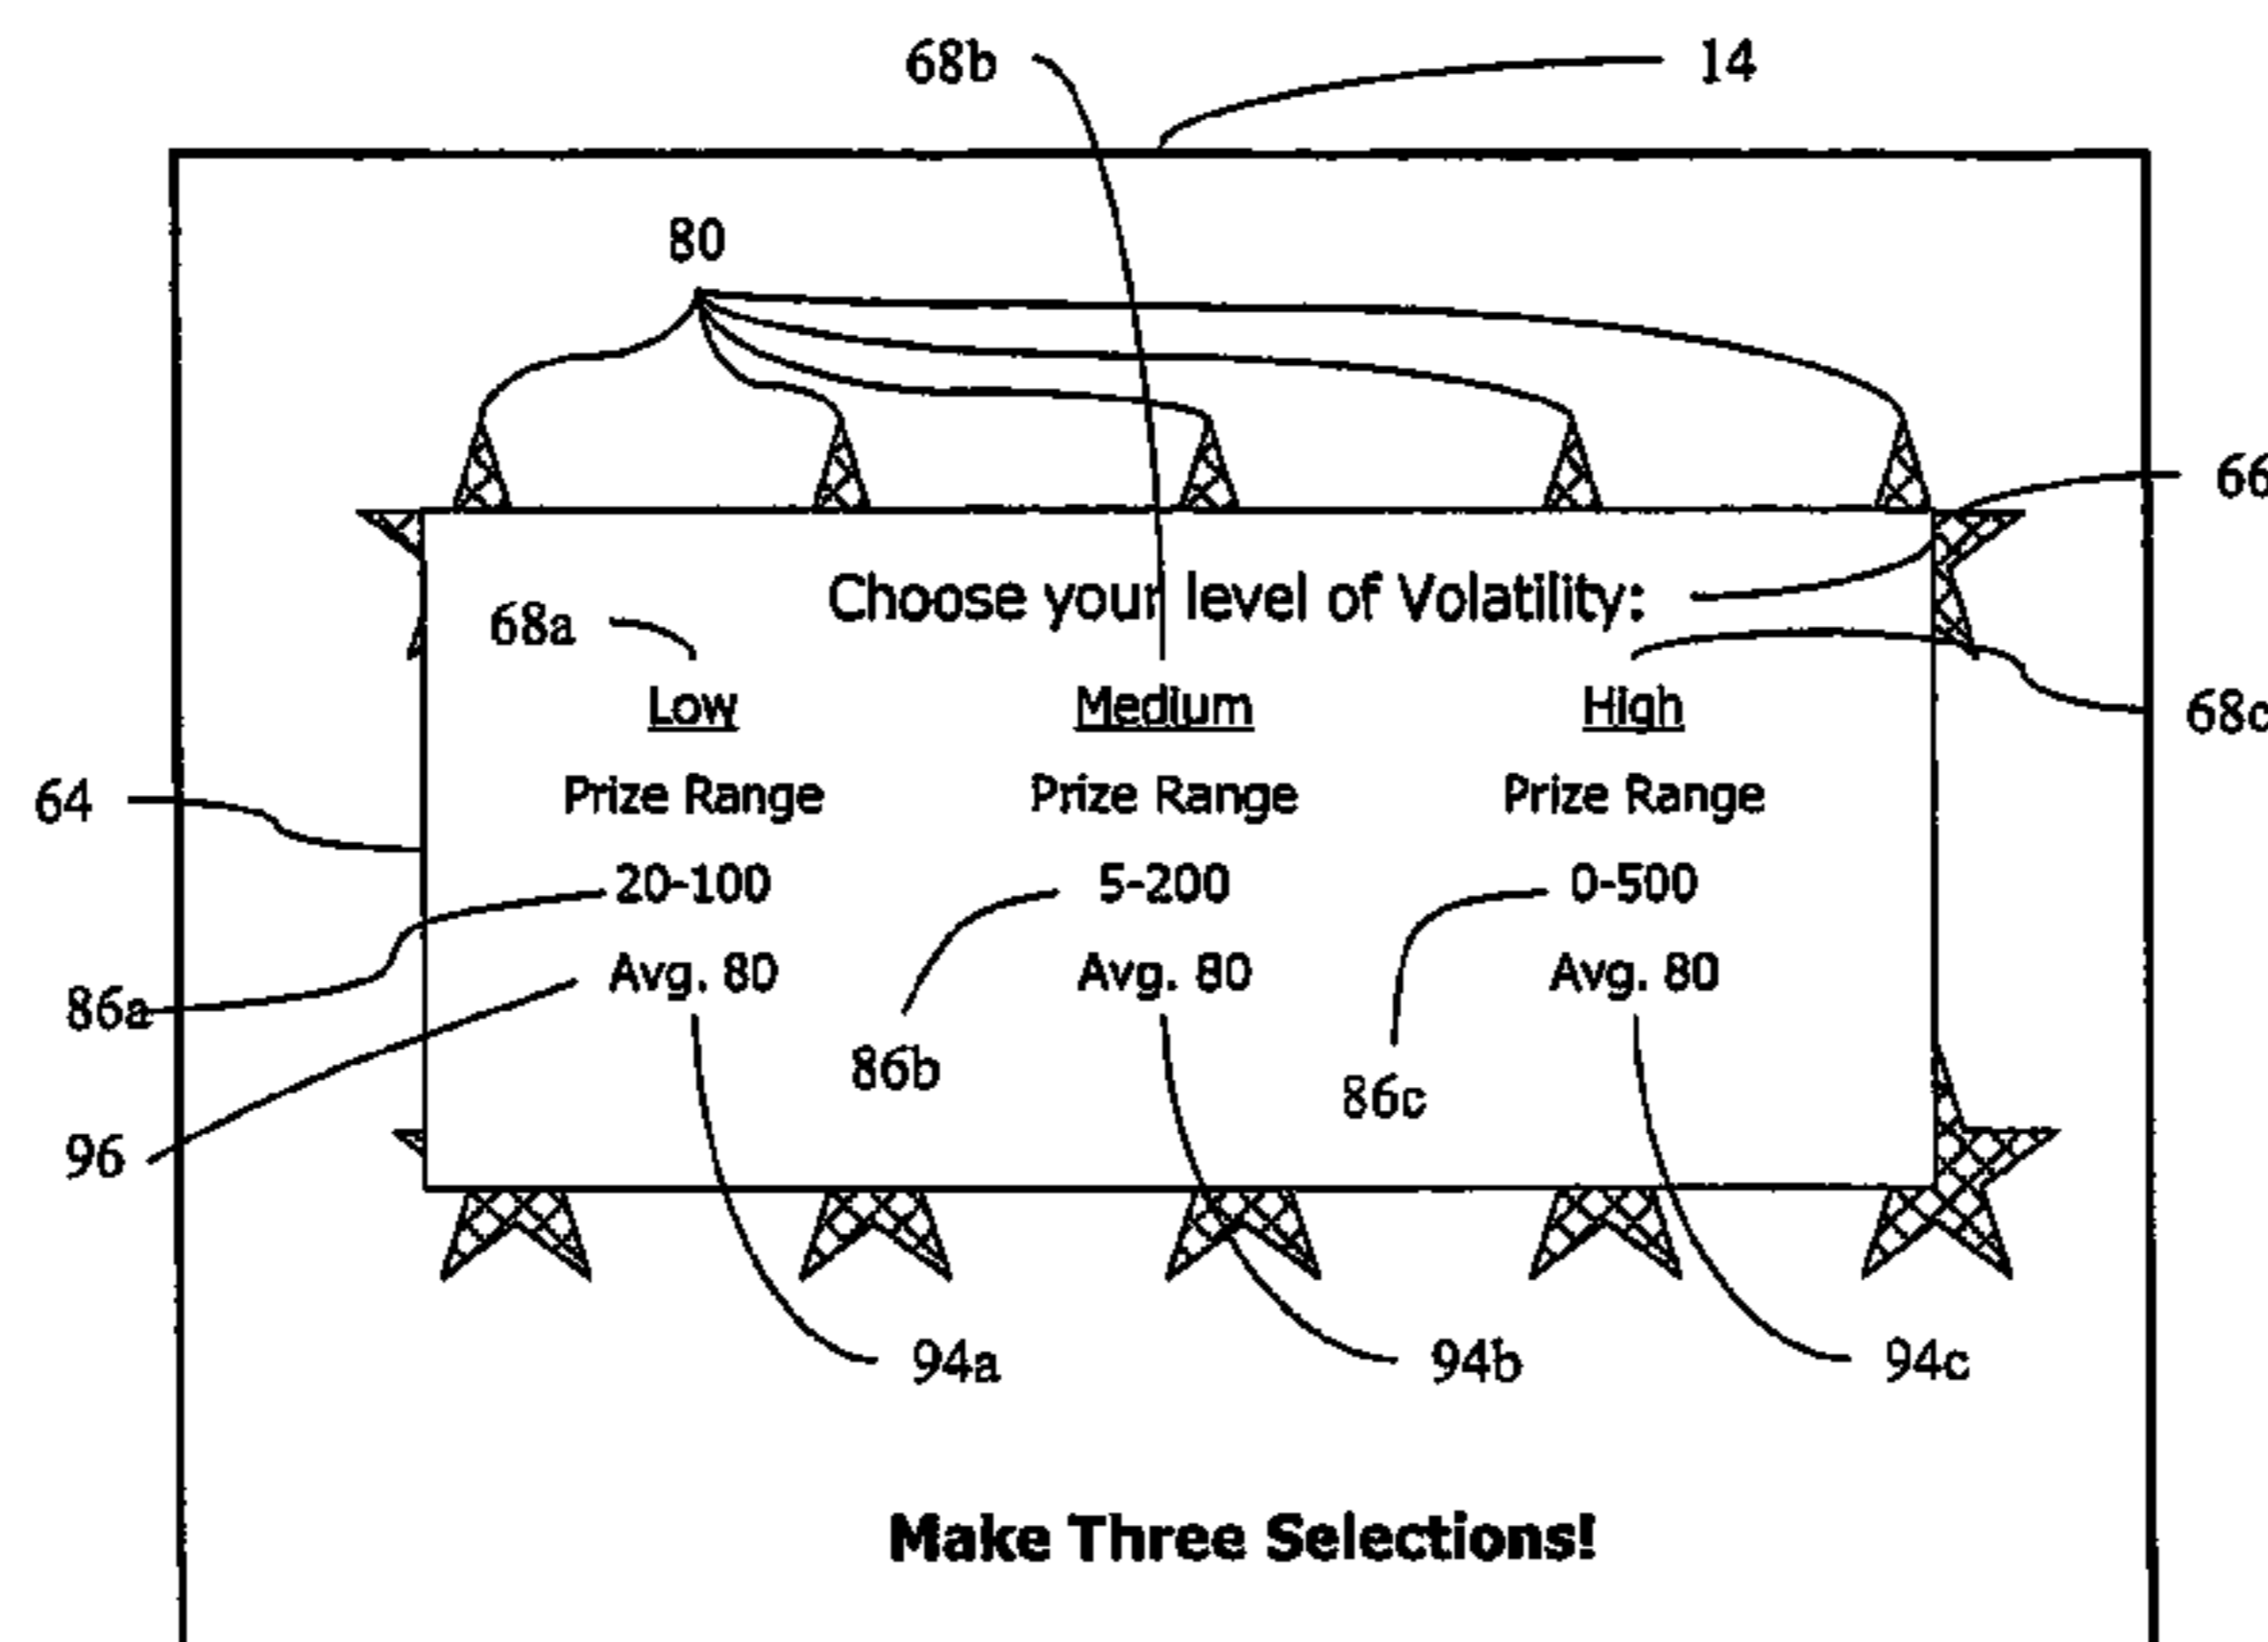 68b 14
80
66
Choose your level of Volatility:
68a
Low Medium High
68c
Prize Range Prize Range Prize Range
64
20-100 5-200 0-500
Avg. 80 Avg. 80 Avg. 80
86a
86b
86c
96
94a 94b 94c
Make Three Selections!